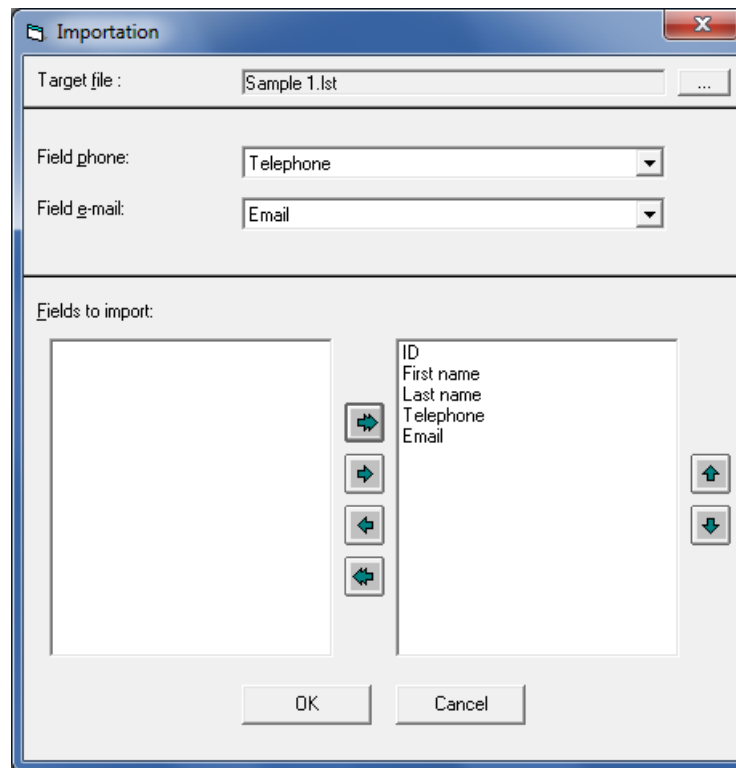 Importation
Target file :
Sample 1.lst
...
Field phone:
Telephone
Field e-mail:
Email
Fields to import:
ID
First name
Last name
Telephone
Email
OK
Cancel